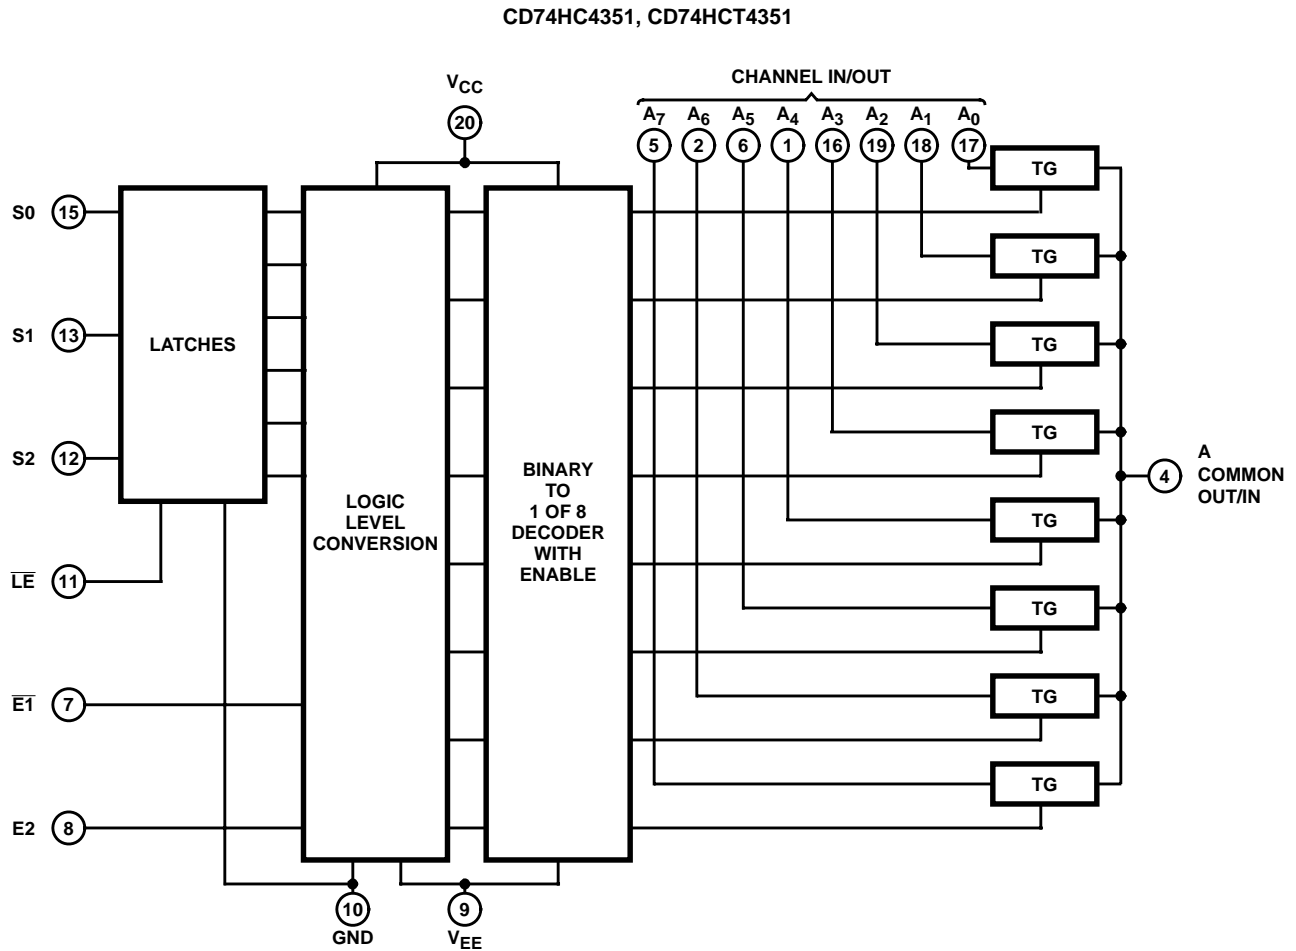 CD74HC4351, CD74HCT4351
CHANNEL IN/OUT
VCC
20
A7 A6 A5 A4 A3 A2 A1 A0
5 2 6 1 16 19 18 17
TG
S0 15
TG
S1 13
LATCHES
TG
TG
S2 12
A
COMMON
OUT/IN
4
LOGIC
LEVEL
CONVERSION
BINARY
TO
1 OF 8
DECODER
WITH
ENABLE
TG
L̅E̅ 11
TG
E̅1̅ 7
TG
TG
E2 8
10
GND
9
VEE